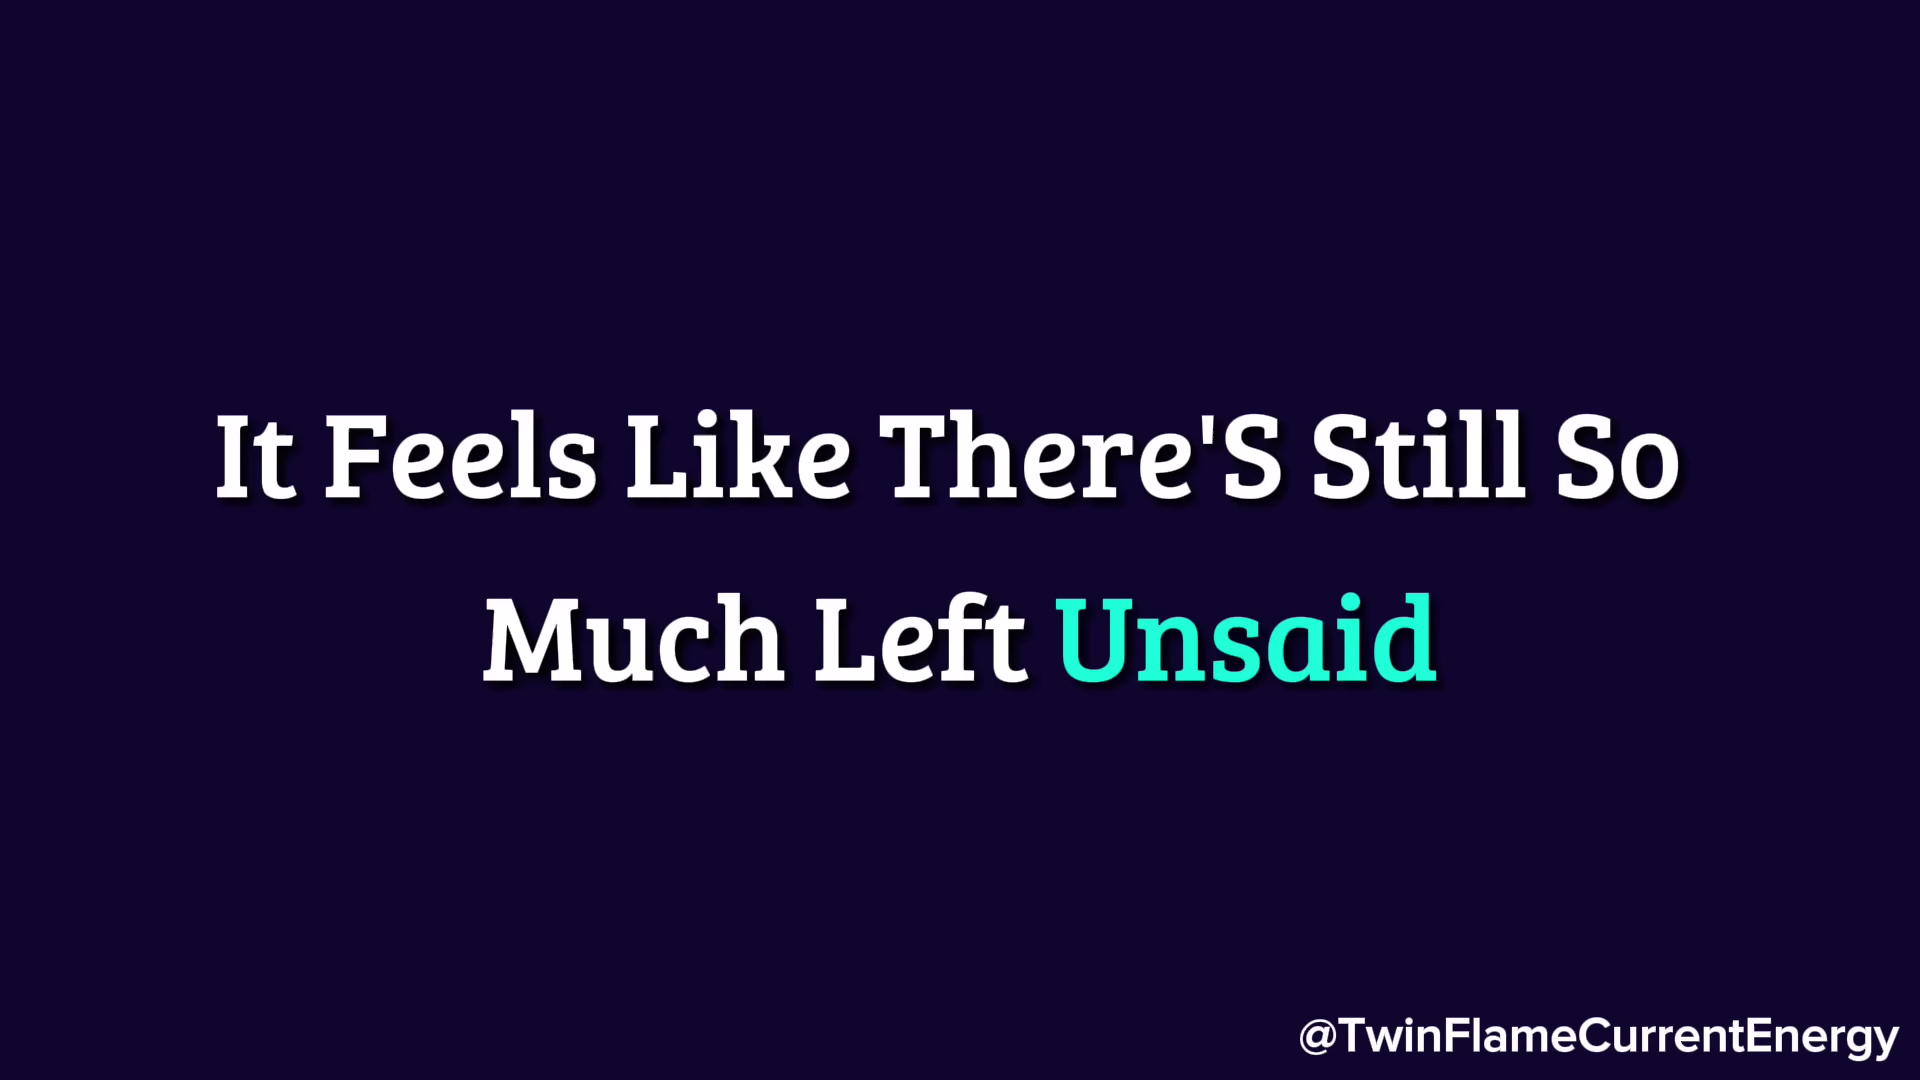 It Feels Like There'S Still So
Much Left Unsaid
@TwinFlameCurrentEnergy